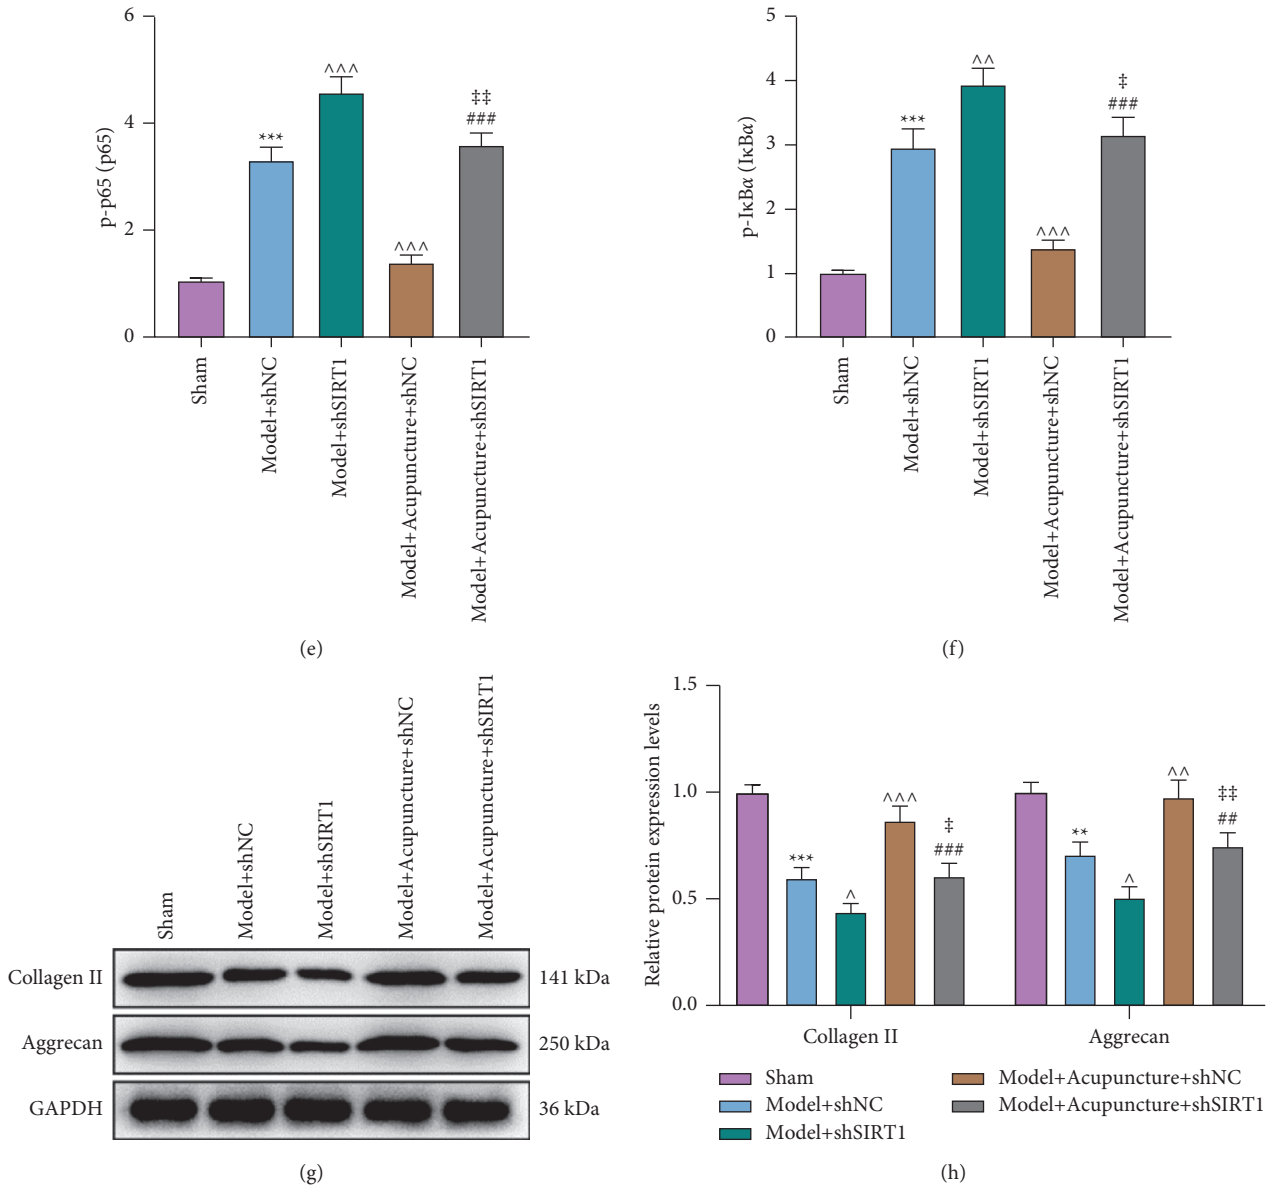 6
4
2
0
p-p65 (p65)
***
^^^
^^^
‡‡
###
Sham
Model+shNC
Model+shSIRT1
Model+Acupuncture+shNC
Model+Acupuncture+shSIRT1
(e)
5
4
3
2
1
0
p-IκBα (IκBα)
***
^^
^^^
‡
###
Sham
Model+shNC
Model+shSIRT1
Model+Acupuncture+shNC
Model+Acupuncture+shSIRT1
(f)
Sham
Model+shNC
Model+shSIRT1
Model+Acupuncture+shNC
Model+Acupuncture+shSIRT1
Collagen II 141 kDa
Aggrecan 250 kDa
GAPDH 36 kDa
(g)
1.5
1.0
0.5
0.0
Relative protein expression levels
***
^
^^^
‡
###
**
^
^^
‡‡
##
Collagen II Aggrecan
Sham
Model+shNC
Model+shSIRT1
Model+Acupuncture+shNC
Model+Acupuncture+shSIRT1
(h)